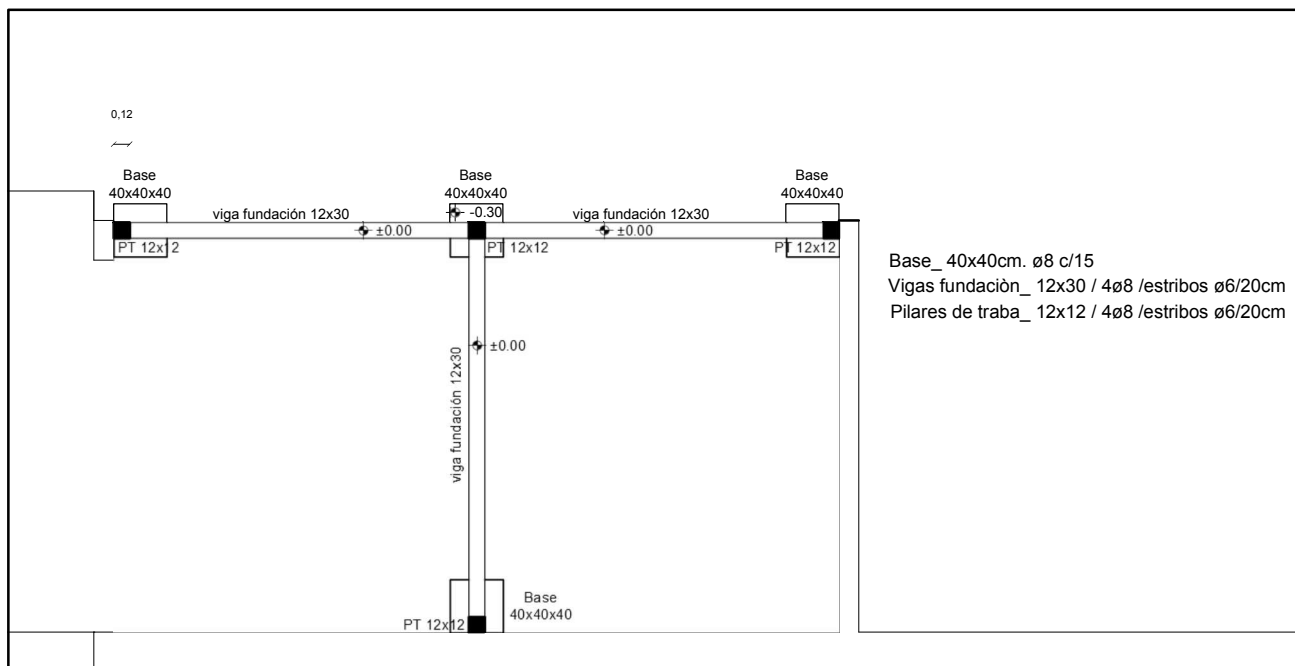 0,12
Base
40x40x40
Base
40x40x40
Base
40x40x40
viga fundación 12x30
-0.30
viga fundación 12x30
±0.00
±0.00
PT 12x12
PT 12x12
PT 12x12
Base_ 40x40cm. ø8 c/15
Vigas fundaciòn_ 12x30 / 4ø8 /estribos ø6/20cm
Pilares de traba_ 12x12 / 4ø8 /estribos ø6/20cm
±0.00
viga fundación 12x30
Base
40x40x40
PT 12x12